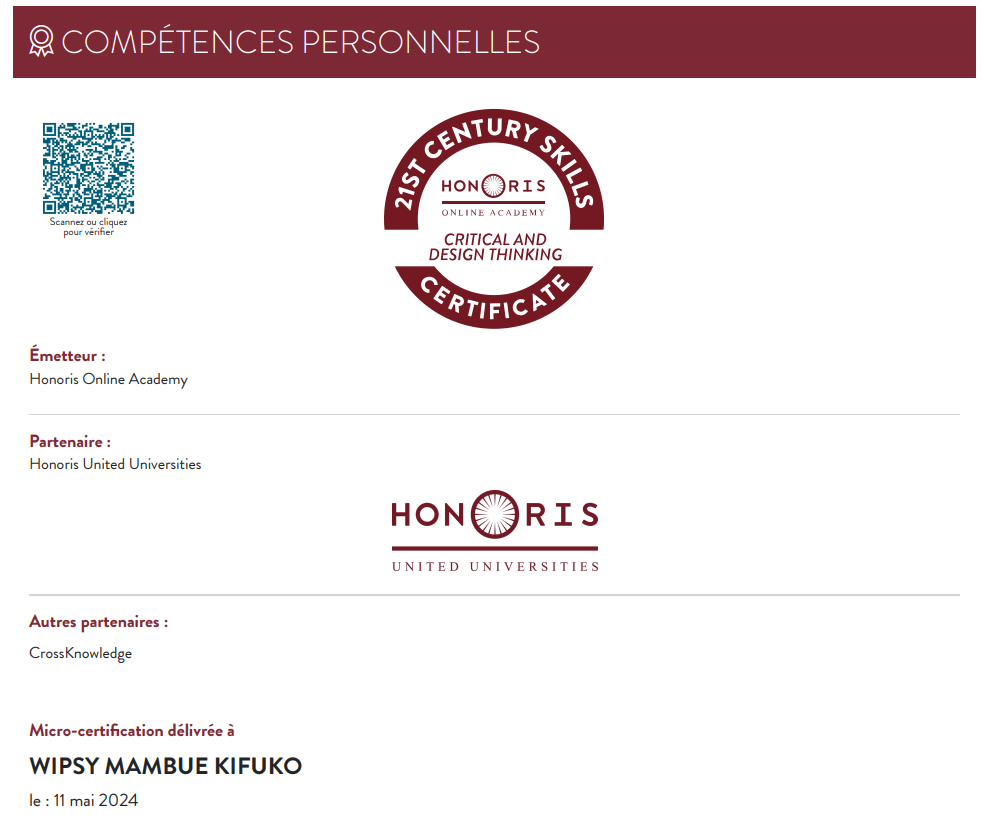 COMPÉTENCES PERSONNELLES
Scannez ou cliquez
pour vérifier
21ST CENTURY SKILLS
HONORIS
ONLINE ACADEMY
CRITICAL AND
DESIGN THINKING
CERTIFICATE
Émetteur :
Honoris Online Academy
Partenaire :
Honoris United Universities
HONORIS
UNITED UNIVERSITIES
Autres partenaires :
CrossKnowledge
Micro-certification délivrée à
WIPSY MAMBUE KIFUKO
le : 11 mai 2024